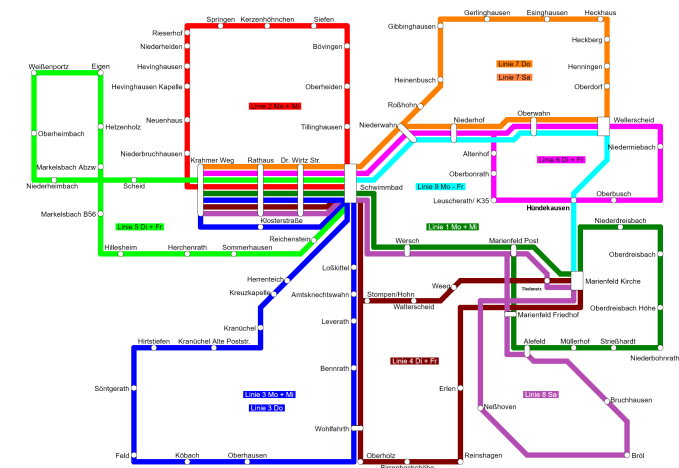 Springen Kerzenhöhnchen Siefen
Gerlinghausen Esinghausen Heckhaus
Rieserhof
Gibbinghausen
Niederheiden
Bövingen
Heckberg
Weißenportz Eigen
Hevinghausen
Linie 7 Do
Henningen
Linie 7 Sa
Heinenbusch
Hevinghausen Kapelle
Oberheiden
Oberdorf
Linie 2 Mo + Mi
Roßhohn
Neuenhaus
Niederwahn
Niederhof
Oberwahn
Wellerscheid
Hetzenholz
Tillinghausen
Oberheimbach
Niederbruchhausen
Altenhof
Niedermiebach
Krahmer Weg Rathaus Dr. Wirtz Str.
Linie 6 Di + Fr
Markelsbach Abzw
Oberbonrath
Niederheimbach
Scheid
Schwimmbad
Linie 9 Mo - Fr
Leuscherath/ K35
Oberbusch
Hündekausen
Markelsbach B56
Linie 5 Di + Fr
Klosterstraße
Linie 1 Mo + Mi
Niederdreisbach
Reichenstein
Hillesheim Herchenrath Sommerhausen
Wersch
Marienfeld Post
Oberdreisbach
Loßkittel
Herrenteich
Marienfeld Kirche
Kreuzkapelle
Amtsknechtswahn
Stompen/Hohn
Ween
Walterscheid
Oberdreisbach Höhe
Marienfeld Friedhof
Kranüchel
Leverath
Hirtstiefen Kranüchel Alte Poststr.
Alefeld Müllerhof Strießhardt
Niederbohnrath
Linie 4 Di + Fr
Bennrath
Söntgerath
Erlen
Linie 3 Mo + Mi
Linie 8 Sa
Linie 3 Do
Neßhoven
Bruchhausen
Wohlfahrth
Feld Köbach Oberhausen
Oberholz
Reinshagen
Bröl
Birrenbachshöhe